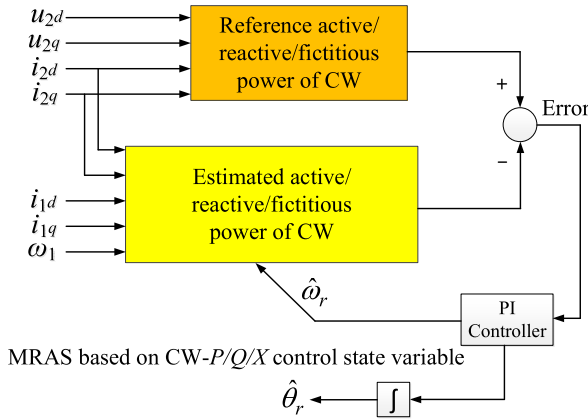 u2d
u2q
i2d
i2q
Reference active/
reactive/fictitious
power of CW
+
Error
−
Estimated active/
reactive/fictitious
power of CW
i1d
i1q
ω1
ω̂r
PI
Controller
MRAS based on CW-P/Q/X control state variable
θ̂r
∫